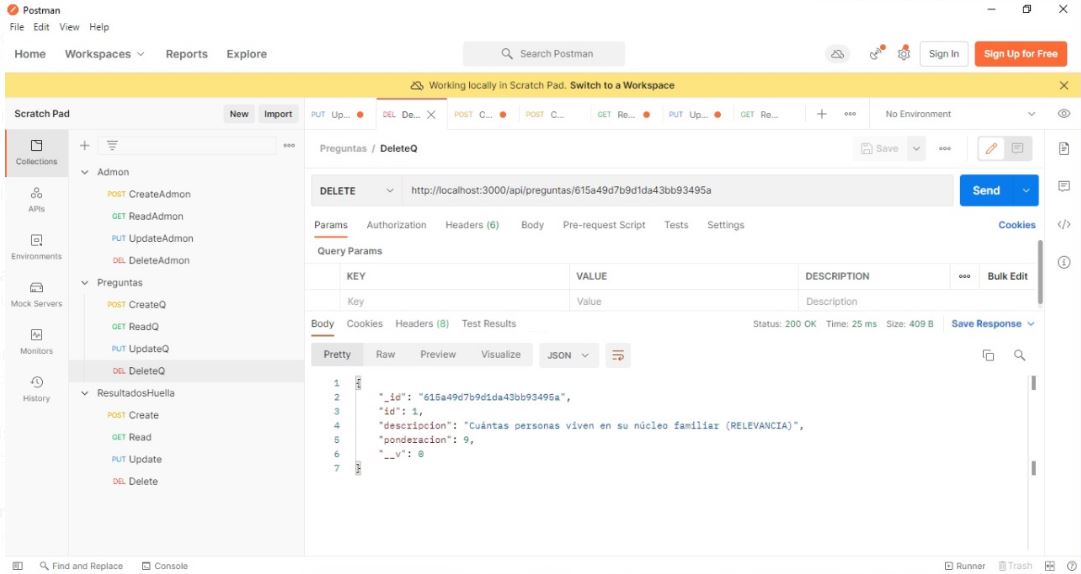 Postman
File Edit View Help
Home Workspaces Reports Explore Search Postman Sign In Sign Up for Free
Working locally in Scratch Pad. Switch to a Workspace
Scratch Pad New Import PUT Up... DEL De... POST C... POST C... GET Re... PUT Up... GET Re... No Environment
Collections
APIs
Environments
Mock Servers
Monitors
History
Admon
POST CreateAdmon
GET ReadAdmon
PUT UpdateAdmon
DEL DeleteAdmon
Preguntas
POST CreateQ
GET ReadQ
PUT UpdateQ
DEL DeleteQ
ResultadosHuella
POST Create
GET Read
PUT Update
DEL Delete
Preguntas / DeleteQ Save
DELETE http://localhost:3000/api/preguntas/615a49d7b9d1da43bb93495a Send
Params Authorization Headers (6) Body Pre-request Script Tests Settings Cookies
Query Params
KEY VALUE DESCRIPTION Bulk Edit
Key Value Description
Body Cookies Headers (8) Test Results Status: 200 OK Time: 25 ms Size: 409 B Save Response
Pretty Raw Preview Visualize JSON
1 {
2 "_id": "615a49d7b9d1da43bb93495a",
3 "id": 1,
4 "descripcion": "Cuántas personas viven en su núcleo familiar (RELEVANCIA)",
5 "ponderacion": 9,
6 "__v": 0
7 }
Find and Replace Console Runner Trash